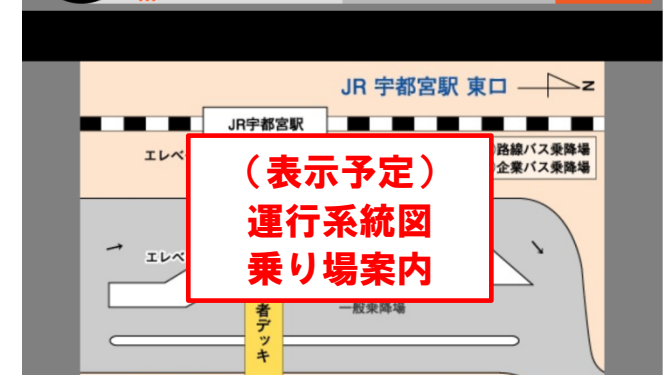 JR 宇都宮駅 東口
N
JR宇都宮駅
エレベ
路線バス乗降場
企業バス乗降場
（表示予定）
運行系統図
乗り場案内
エレベ
一般乗降場
者デッキ